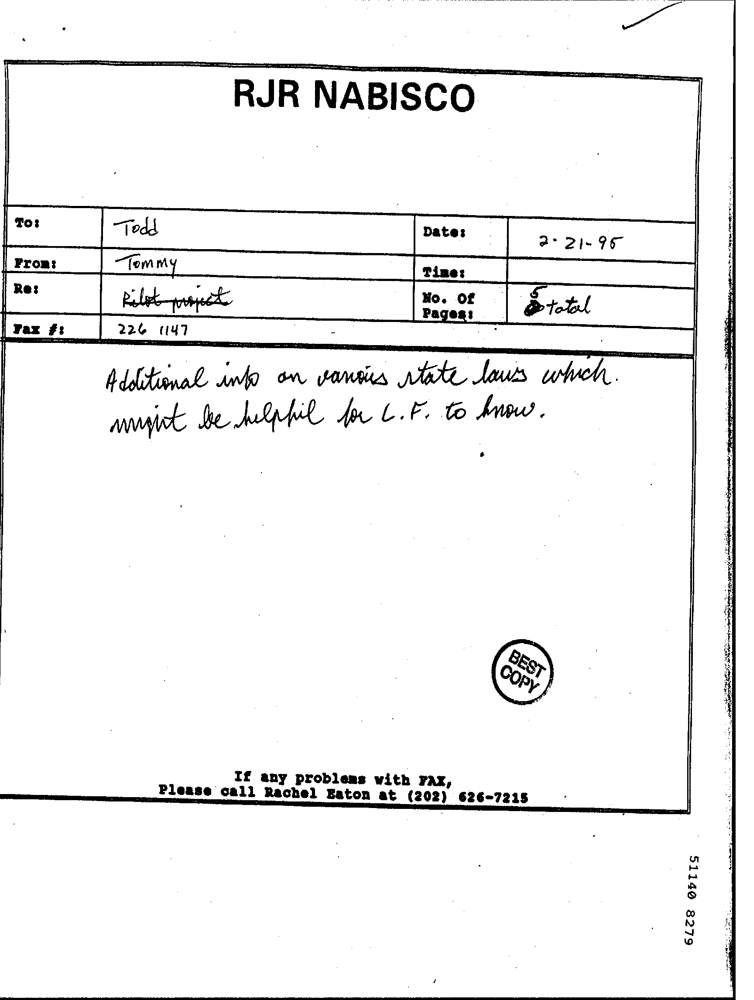 RJR NABISCO
To: Todd Date: 2-21-95
From: Tommy Time:
Re: Pilot project No. Of Pages: 5 total
Fax #: 226 1147
Additional info on various state laws which
might be helpful for L.F. to know.
BEST
COPY
If any problems with FAX,
Please call Rachel Eaton at (202) 626-7215
51140 8279